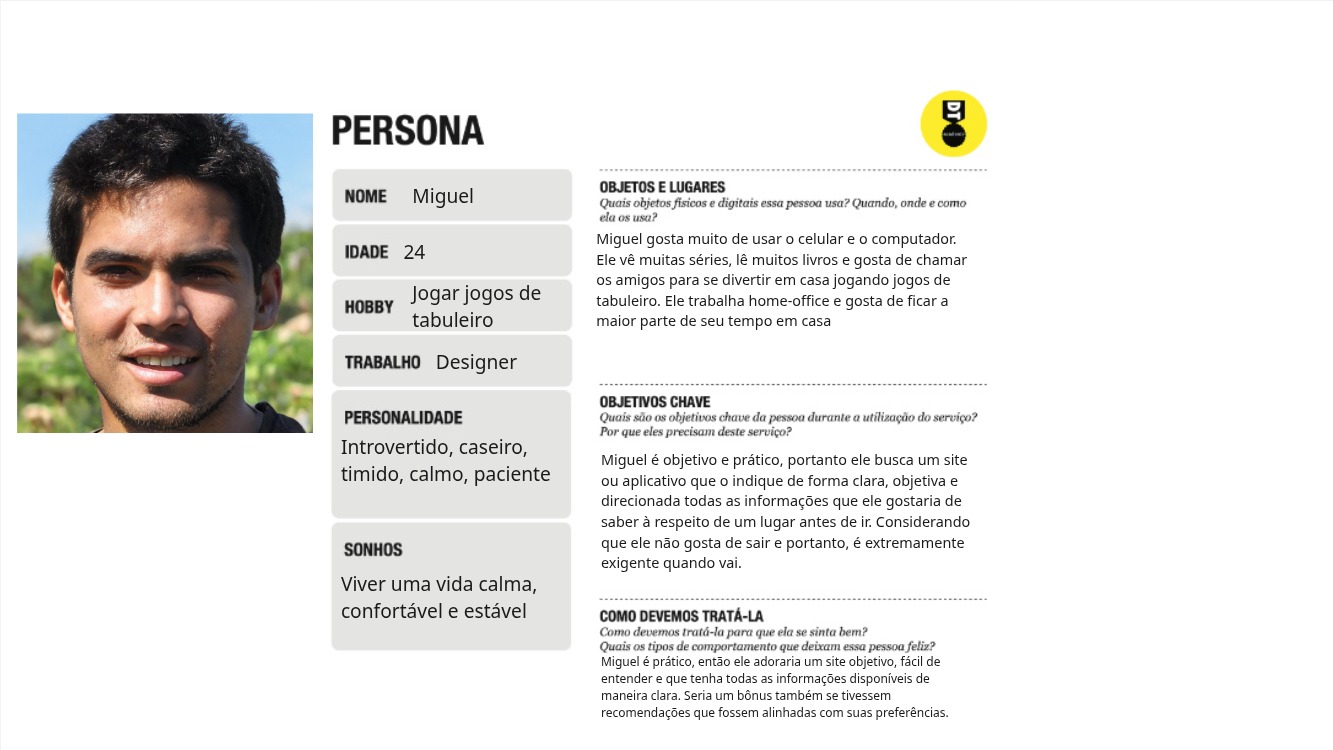 PERSONA
DT
NOME Miguel
IDADE 24
HOBBY Jogar jogos de
tabuleiro
TRABALHO Designer
PERSONALIDADE
Introvertido, caseiro,
timido, calmo, paciente
SONHOS
Viver uma vida calma,
confortável e estável
OBJETOS E LUGARES
Quais objetos físicos e digitais essa pessoa usa? Quando, onde e como
ela os usa?
Miguel gosta muito de usar o celular e o computador.
Ele vê muitas séries, lê muitos livros e gosta de chamar
os amigos para se divertir em casa jogando jogos de
tabuleiro. Ele trabalha home-office e gosta de ficar a
maior parte de seu tempo em casa
OBJETIVOS CHAVE
Quais são os objetivos chave da pessoa durante a utilização do serviço?
Por que eles precisam deste serviço?
Miguel é objetivo e prático, portanto ele busca um site
ou aplicativo que o indique de forma clara, objetiva e
direcionada todas as informações que ele gostaria de
saber à respeito de um lugar antes de ir. Considerando
que ele não gosta de sair e portanto, é extremamente
exigente quando vai.
COMO DEVEMOS TRATÁ-LA
Como devemos tratá-la para que ela se sinta bem?
Quais os tipos de comportamento que deixam essa pessoa feliz?
Miguel é prático, então ele adoraria um site objetivo, fácil de
entender e que tenha todas as informações disponíveis de
maneira clara. Seria um bônus também se tivessem
recomendações que fossem alinhadas com suas preferências.